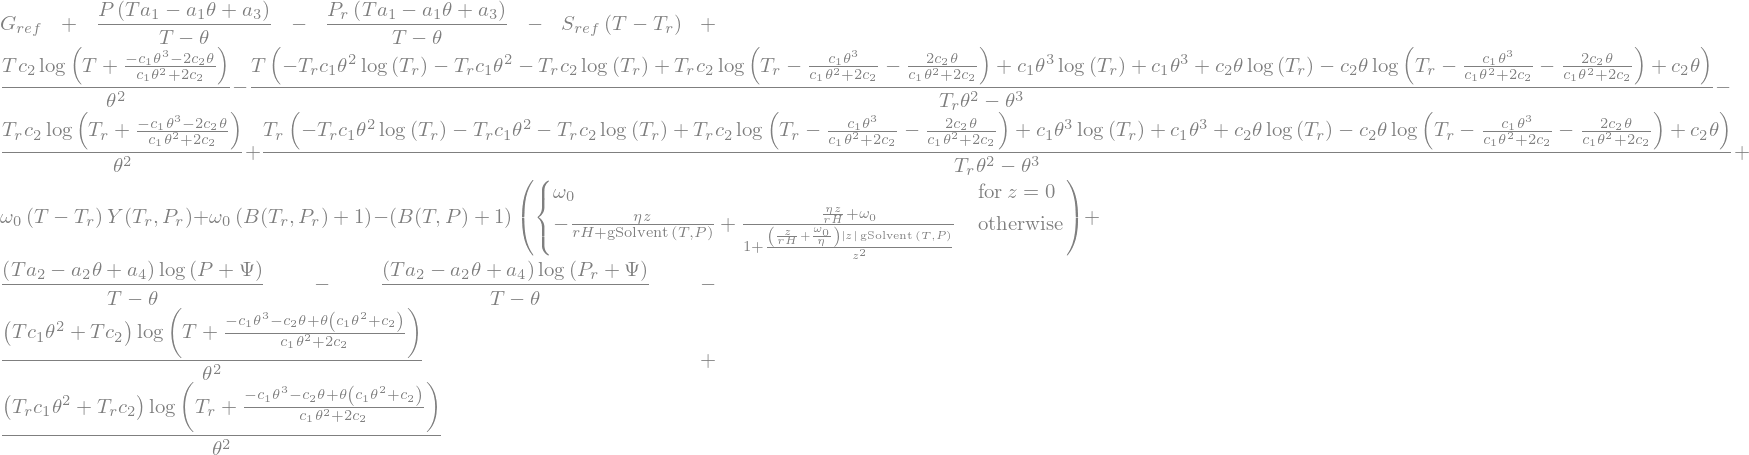 $G_{ref} + \frac{P\left(Ta_1 - a_1\theta + a_3\right)}{T-\theta} - \frac{P_r\left(Ta_1 - a_1\theta + a_3\right)}{T-\theta} - S_{ref}\left(T - T_r\right) +$
$\frac{Tc_2\log\left(T+\frac{-c_1\theta^3-2c_2\theta}{c_1\theta^2+2c_2}\right)}{\theta^2} - \frac{T\left(-T_rc_1\theta^2\log\left(T_r\right)-T_rc_1\theta^2-T_rc_2\log\left(T_r\right)+T_rc_2\log\left(T_r-\frac{c_1\theta^3}{c_1\theta^2+2c_2}-\frac{2c_2\theta}{c_1\theta^2+2c_2}\right)+c_1\theta^3\log\left(T_r\right)+c_1\theta^3+c_2\theta\log\left(T_r\right)-c_2\theta\log\left(T_r-\frac{c_1\theta^3}{c_1\theta^2+2c_2}-\frac{2c_2\theta}{c_1\theta^2+2c_2}\right)+c_2\theta\right)}{T_r\theta^2-\theta^3} -$
$\frac{T_rc_2\log\left(T_r+\frac{-c_1\theta^3-2c_2\theta}{c_1\theta^2+2c_2}\right)}{\theta^2} + \frac{T_r\left(-T_rc_1\theta^2\log\left(T_r\right)-T_rc_1\theta^2-T_rc_2\log\left(T_r\right)+T_rc_2\log\left(T_r-\frac{c_1\theta^3}{c_1\theta^2+2c_2}-\frac{2c_2\theta}{c_1\theta^2+2c_2}\right)+c_1\theta^3\log\left(T_r\right)+c_1\theta^3+c_2\theta\log\left(T_r\right)-c_2\theta\log\left(T_r-\frac{c_1\theta^3}{c_1\theta^2+2c_2}-\frac{2c_2\theta}{c_1\theta^2+2c_2}\right)+c_2\theta\right)}{T_r\theta^2-\theta^3} +$
$\omega_0\left(T-T_r\right)Y(T_r,P_r)+\omega_0\left(B(T_r,P_r)+1\right)-\left(B(T,P)+1\right)\left(\begin{cases}\omega_0 & \text{for}\: z=0\\-\frac{\eta z}{rH+\text{gSolvent}\,(T,P)}+\frac{\frac{\eta z}{rH}+\omega_0}{1+\frac{\left(\frac{z}{rH}+\frac{\omega_0}{\eta}\right)|z|\,\text{gSolvent}\,(T,P)}{z^2}} & \text{otherwise}\end{cases}\right)+$
$\frac{\left(Ta_2-a_2\theta+a_4\right)\log\left(P+\Psi\right)}{T-\theta} - \frac{\left(Ta_2-a_2\theta+a_4\right)\log\left(P_r+\Psi\right)}{T-\theta} -$
$\frac{\left(Tc_1\theta^2+Tc_2\right)\log\left(T+\frac{-c_1\theta^3-c_2\theta+\theta\left(c_1\theta^2+c_2\right)}{c_1\theta^2+2c_2}\right)}{\theta^2} +$
$\frac{\left(T_rc_1\theta^2+T_rc_2\right)\log\left(T_r+\frac{-c_1\theta^3-c_2\theta+\theta\left(c_1\theta^2+c_2\right)}{c_1\theta^2+2c_2}\right)}{\theta^2}$